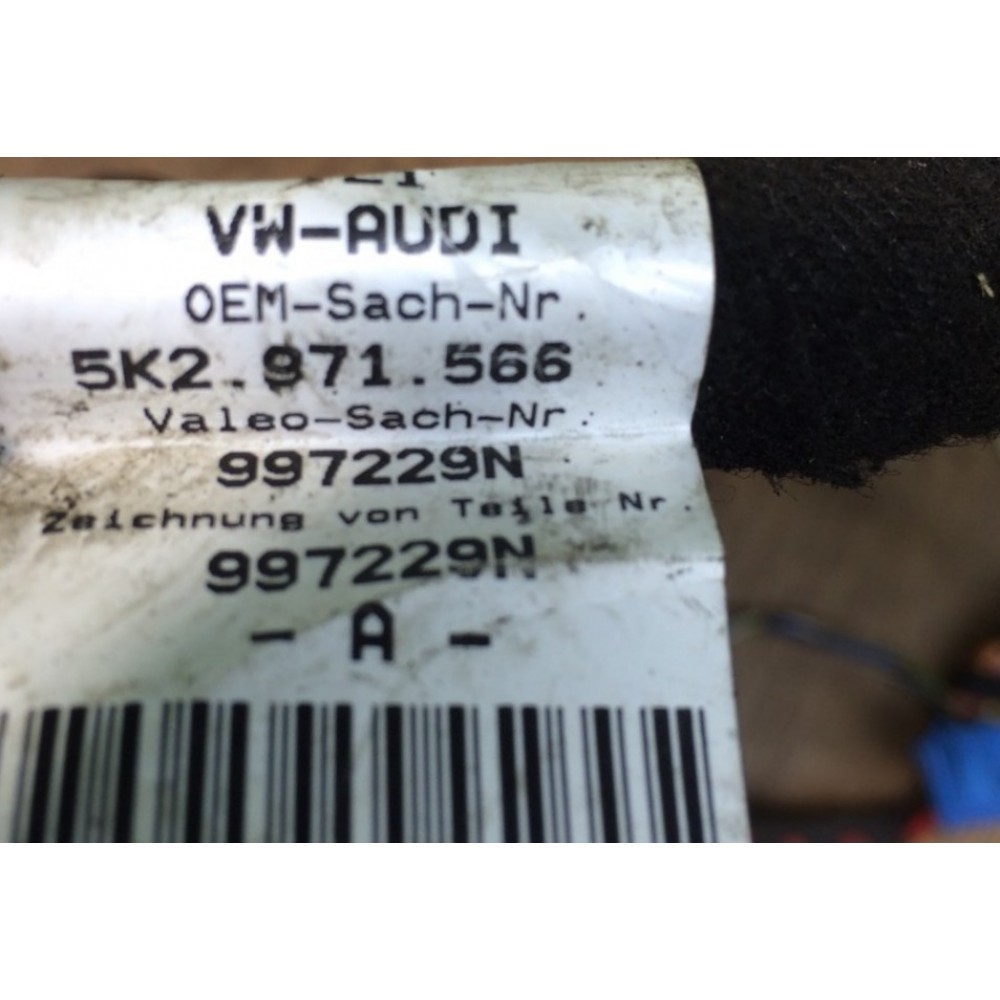 VW-AUDI
OEM-Sach-Nr.
5K2.971.566
Valeo-Sach-Nr.
997229N
Zeichnung von Teile Nr.
997229N
- A -